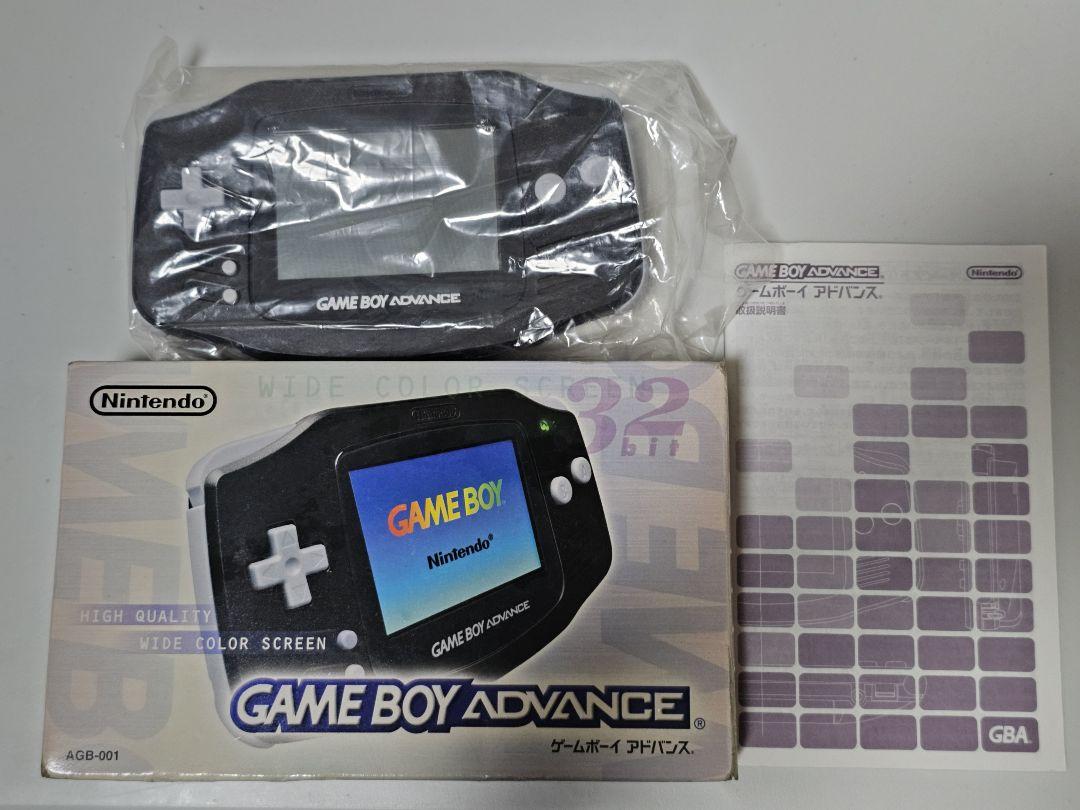 GAME BOY ADVANCE
GAME BOY ADVANCE
Nintendo
ゲームボーイ アドバンス®
取扱説明書
GBA
Nintendo®
WIDE COLOR SCREEN
32
bit
Nintendo
GAME BOY
Nintendo®
GAME BOY ADVANCE
B
A
HIGH QUALITY
WIDE COLOR SCREEN
GAME BOY ADVANCE®
ゲームボーイ アドバンス®
AGB-001